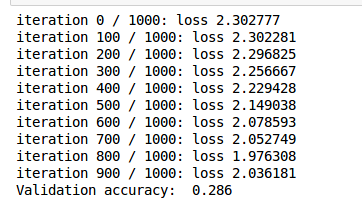 iteration 0 / 1000: loss 2.302777
iteration 100 / 1000: loss 2.302281
iteration 200 / 1000: loss 2.296825
iteration 300 / 1000: loss 2.256667
iteration 400 / 1000: loss 2.229428
iteration 500 / 1000: loss 2.149038
iteration 600 / 1000: loss 2.078593
iteration 700 / 1000: loss 2.052749
iteration 800 / 1000: loss 1.976308
iteration 900 / 1000: loss 2.036181
Validation accuracy:  0.286